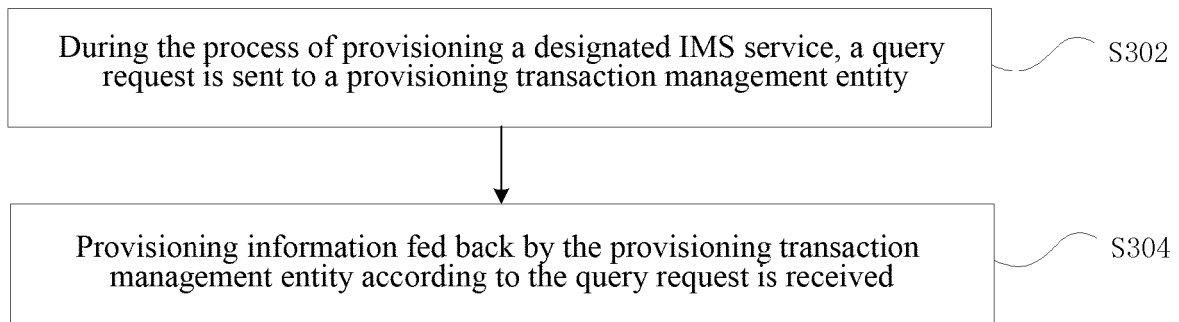 During the process of provisioning a designated IMS service, a query
request is sent to a provisioning transaction management entity
S302
Provisioning information fed back by the provisioning transaction
management entity according to the query request is received
S304